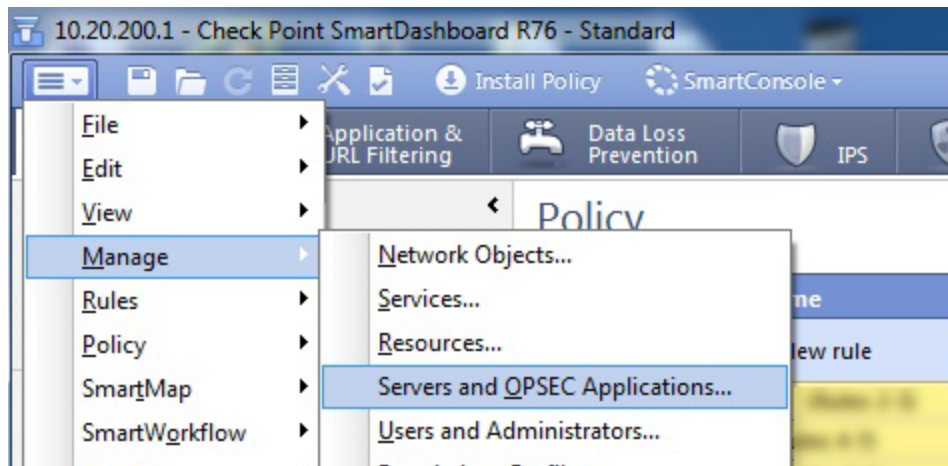 10.20.200.1 - Check Point SmartDashboard R76 - Standard
Install Policy SmartConsole
File
Edit
View
Manage
Rules
Policy
SmartMap
SmartWorkflow
Application &
URL Filtering
Data Loss
Prevention
IPS
Policy
Network Objects...
Services...
Resources...
Servers and OPSEC Applications...
Users and Administrators...
me
ew rule